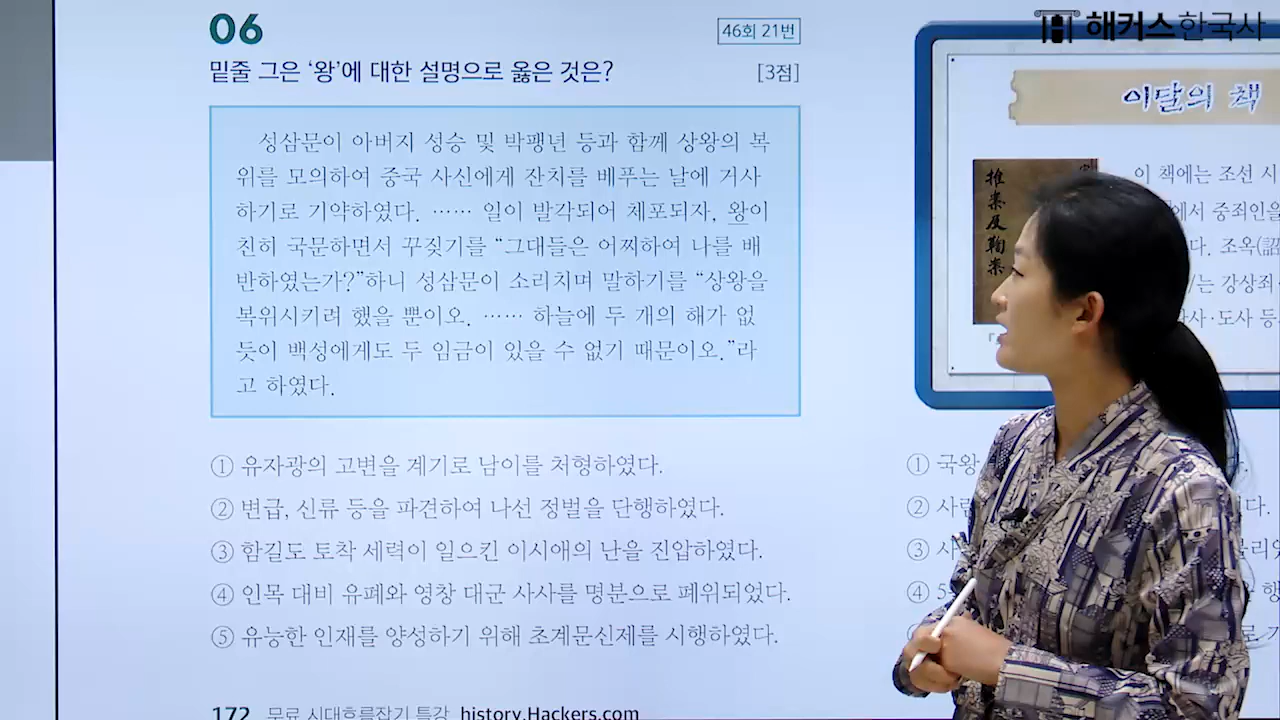 해커스한국사
06
46회 21번
밑줄 그은 ‘왕’에 대한 설명으로 옳은 것은?
[3점]
성삼문이 아버지 성승 및 박팽년 등과 함께 상왕의 복
위를 모의하여 중국 사신에게 잔치를 베푸는 날에 거사
하기로 기약하였다. …… 일이 발각되어 체포되자, 왕이
친히 국문하면서 꾸짖기를 “그대들은 어찌하여 나를 배
반하였는가?”하니 성삼문이 소리치며 말하기를 “상왕을
복위시키려 했을 뿐이오. …… 하늘에 두 개의 해가 없
듯이 백성에게도 두 임금이 있을 수 없기 때문이오.”라
고 하였다.
① 유자광의 고변을 계기로 남이를 처형하였다.
② 변급, 신류 등을 파견하여 나선 정벌을 단행하였다.
③ 함길도 토착 세력이 일으킨 이시애의 난을 진압하였다.
④ 인목 대비 유폐와 영창 대군 사사를 명분으로 폐위되었다.
⑤ 유능한 인재를 양성하기 위해 초계문신제를 시행하였다.
172 무료 시대흐름잡기 특강 history.Hackers.com
이달의 책
推案及鞫案
이 책에는 조선 시
에서 중죄인을
다. 조옥(詔
는 강상죄
사·도사 등
① 국왕
②
③
④